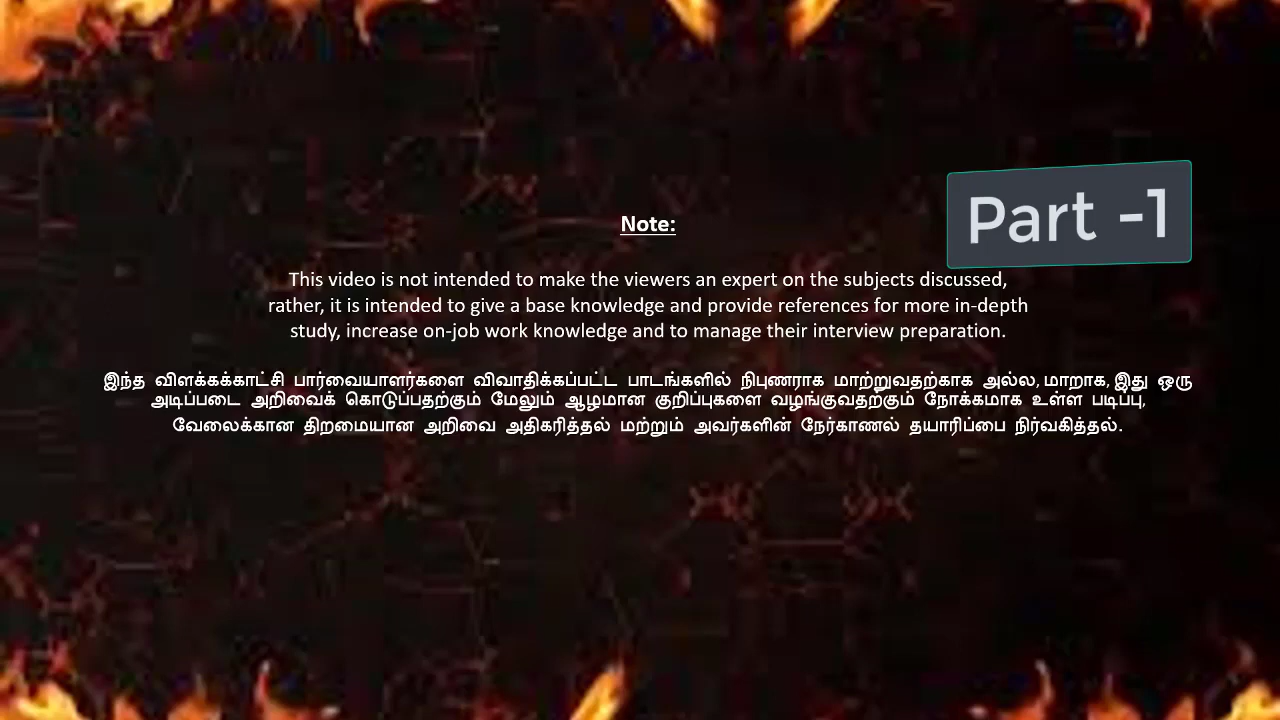 Part -1
Note:
This video is not intended to make the viewers an expert on the subjects discussed,
rather, it is intended to give a base knowledge and provide references for more in-depth
study, increase on-job work knowledge and to manage their interview preparation.
இந்த விளக்கக்காட்சி பார்வையாளர்களை விவாதிக்கப்பட்ட பாடங்களில் நிபுணராக மாற்றுவதற்காக அல்ல, மாறாக, இது ஒரு
அடிப்படை அறிவைக் கொடுப்பதற்கும் மேலும் ஆழமான குறிப்புகளை வழங்குவதற்கும் நோக்கமாக உள்ள படிப்பு,
வேலைக்கான திறமையான அறிவை அதிகரித்தல் மற்றும் அவர்களின் நேர்காணல் தயாரிப்பை நிர்வகித்தல்.